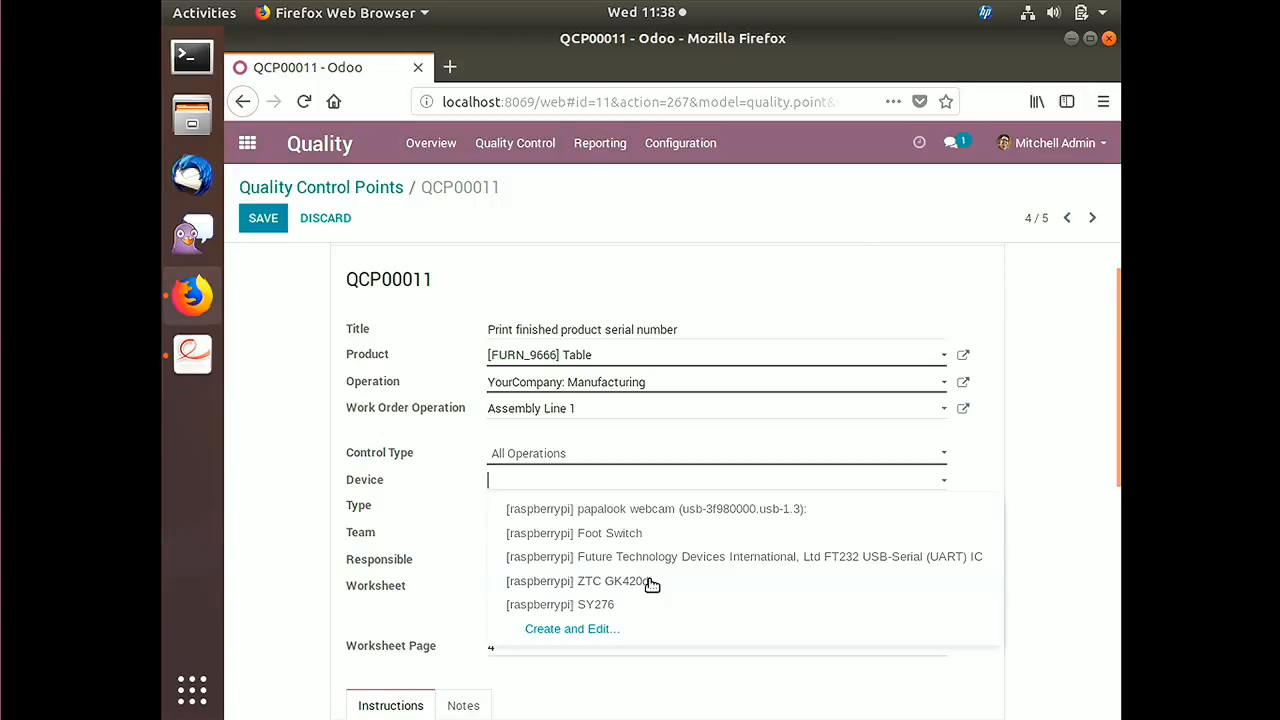 Activities
Firefox Web Browser
Wed 11:38
QCP00011 - Odoo - Mozilla Firefox
QCP00011 - Odoo
localhost:8069/web#id=11&action=267&model=quality.point&
Quality
Overview
Quality Control
Reporting
Configuration
1
Mitchell Admin
Quality Control Points / QCP00011
SAVE
DISCARD
4 / 5
QCP00011
Title
Print finished product serial number
Product
[FURN_9666] Table
Operation
YourCompany: Manufacturing
Work Order Operation
Assembly Line 1
Control Type
All Operations
Device
Type
Team
Responsible
Worksheet
[raspberrypi] papalook webcam (usb-3f980000.usb-1.3):
[raspberrypi] Foot Switch
[raspberrypi] Future Technology Devices International, Ltd FT232 USB-Serial (UART) IC
[raspberrypi] ZTC GK420d
[raspberrypi] SY276
Create and Edit...
Worksheet Page
4
Instructions
Notes